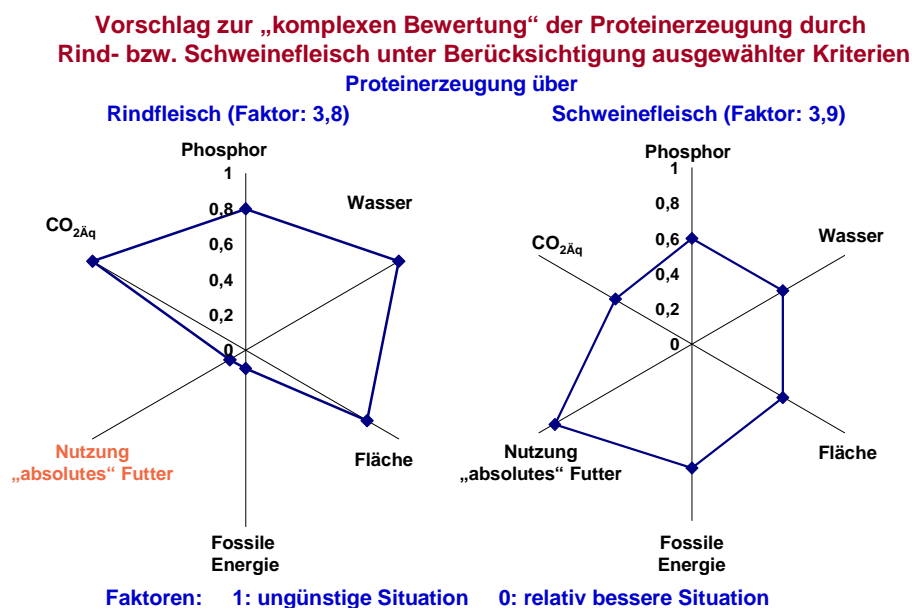 Vorschlag zur „komplexen Bewertung“ der Proteinerzeugung durch
Rind- bzw. Schweinefleisch unter Berücksichtigung ausgewählter Kriterien
Proteinerzeugung über
Rindfleisch (Faktor: 3,8)
Phosphor
1
0,8
0,6
0,4
0,2
0
Wasser
CO2Äq
Nutzung
„absolutes“ Futter
Fläche
Fossile
Energie
Schweinefleisch (Faktor: 3,9)
Phosphor
1
0,8
0,6
0,4
0,2
0
Wasser
CO2Äq
Nutzung
„absolutes“ Futter
Fläche
Fossile
Energie
Faktoren: 1: ungünstige Situation 0: relativ bessere Situation